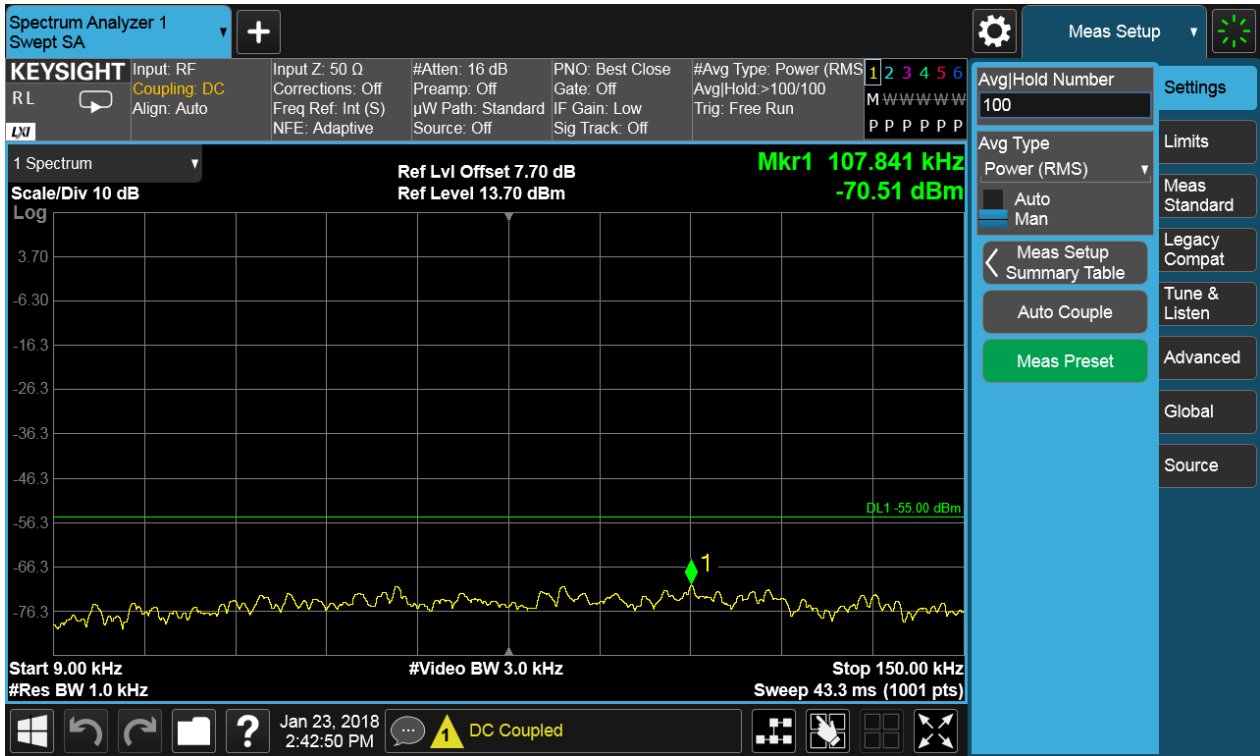 Spectrum Analyzer 1
Swept SA
+
Meas Setup
KEYSIGHT
RL
LXI
Input: RF
Coupling: DC
Align: Auto
Input Z: 50 Ω
Corrections: Off
Freq Ref: Int (S)
NFE: Adaptive
#Atten: 16 dB
Preamp: Off
µW Path: Standard
Source: Off
PNO: Best Close
Gate: Off
IF Gain: Low
Sig Track: Off
#Avg Type: Power (RMS
Avg|Hold:>100/100
Trig: Free Run
1 2 3 4 5 6
M W W W W W
P P P P P P
1 Spectrum
Scale/Div 10 dB
Ref Lvl Offset 7.70 dB
Ref Level 13.70 dBm
Mkr1 107.841 kHz
-70.51 dBm
Log
3.70
-6.30
-16.3
-26.3
-36.3
-46.3
DL1 -55.00 dBm
-56.3
-66.3
1
-76.3
Start 9.00 kHz
#Video BW 3.0 kHz
Stop 150.00 kHz
#Res BW 1.0 kHz
Sweep 43.3 ms (1001 pts)
Avg|Hold Number
100
Avg Type
Power (RMS)
Auto
Man
Meas Setup
Summary Table
Auto Couple
Meas Preset
Settings
Limits
Meas
Standard
Legacy
Compat
Tune &
Listen
Advanced
Global
Source
?
Jan 23, 2018
2:42:50 PM
1
DC Coupled